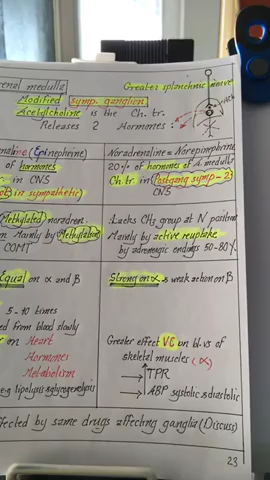 renal medulla
Greater splanchnic nerve
Modified symp. ganglion
Acetylcholine is the Ch. tr.
Releases 2 Hormones:
naline (Epinephrine)
of hormones
in CNS
in sympathetic)
Noradrenaline = Norepinephrine
20% of hormones of A medulla
Ch. tr in Postgang symp - 2
CNS
Methylated noradren.
Mainly by Methylation
COMT
:Lacks CH3 group at N position
Mainly by active reuptake
by adrenergic endings 50-80%
Equal on α and β
Strong on α & weak action on β
5 - 10 times
ed from blood slowly
on Heart
Hormones
Metabolism
e.g lipolysis, glycogenolysis
Greater effect VC on bl.vs of
skeletal muscles (α)
→ TPR
→ ABP systolic & diastolic
ffected by same drugs affecting ganglia (Discuss)
23